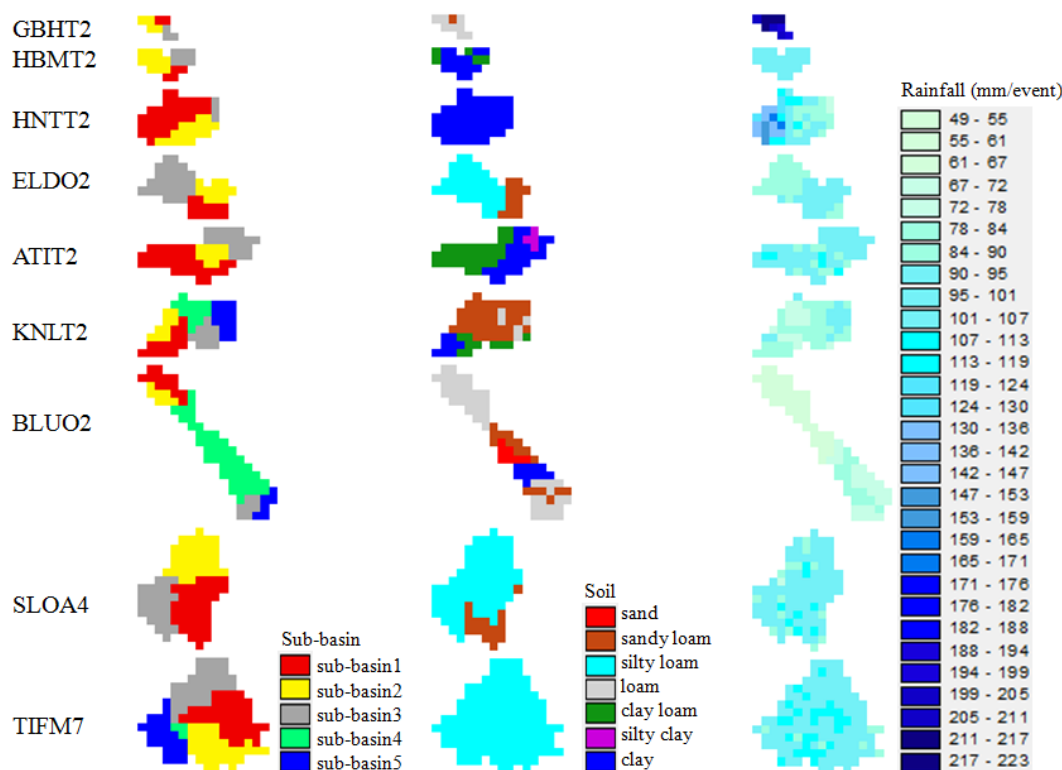 GBHT2
HBMT2
HNTT2
ELDO2
ATIT2
KNLT2
BLUO2
SLOA4
TIFM7
Sub-basin
sub-basin1
sub-basin2
sub-basin3
sub-basin4
sub-basin5
Soil
sand
sandy loam
silty loam
loam
clay loam
silty clay
clay
Rainfall (mm/event)
49 - 55
55 - 61
61 - 67
67 - 72
72 - 78
78 - 84
84 - 90
90 - 95
95 - 101
101 - 107
107 - 113
113 - 119
119 - 124
124 - 130
130 - 136
136 - 142
142 - 147
147 - 153
153 - 159
159 - 165
165 - 171
171 - 176
176 - 182
182 - 188
188 - 194
194 - 199
199 - 205
205 - 211
211 - 217
217 - 223